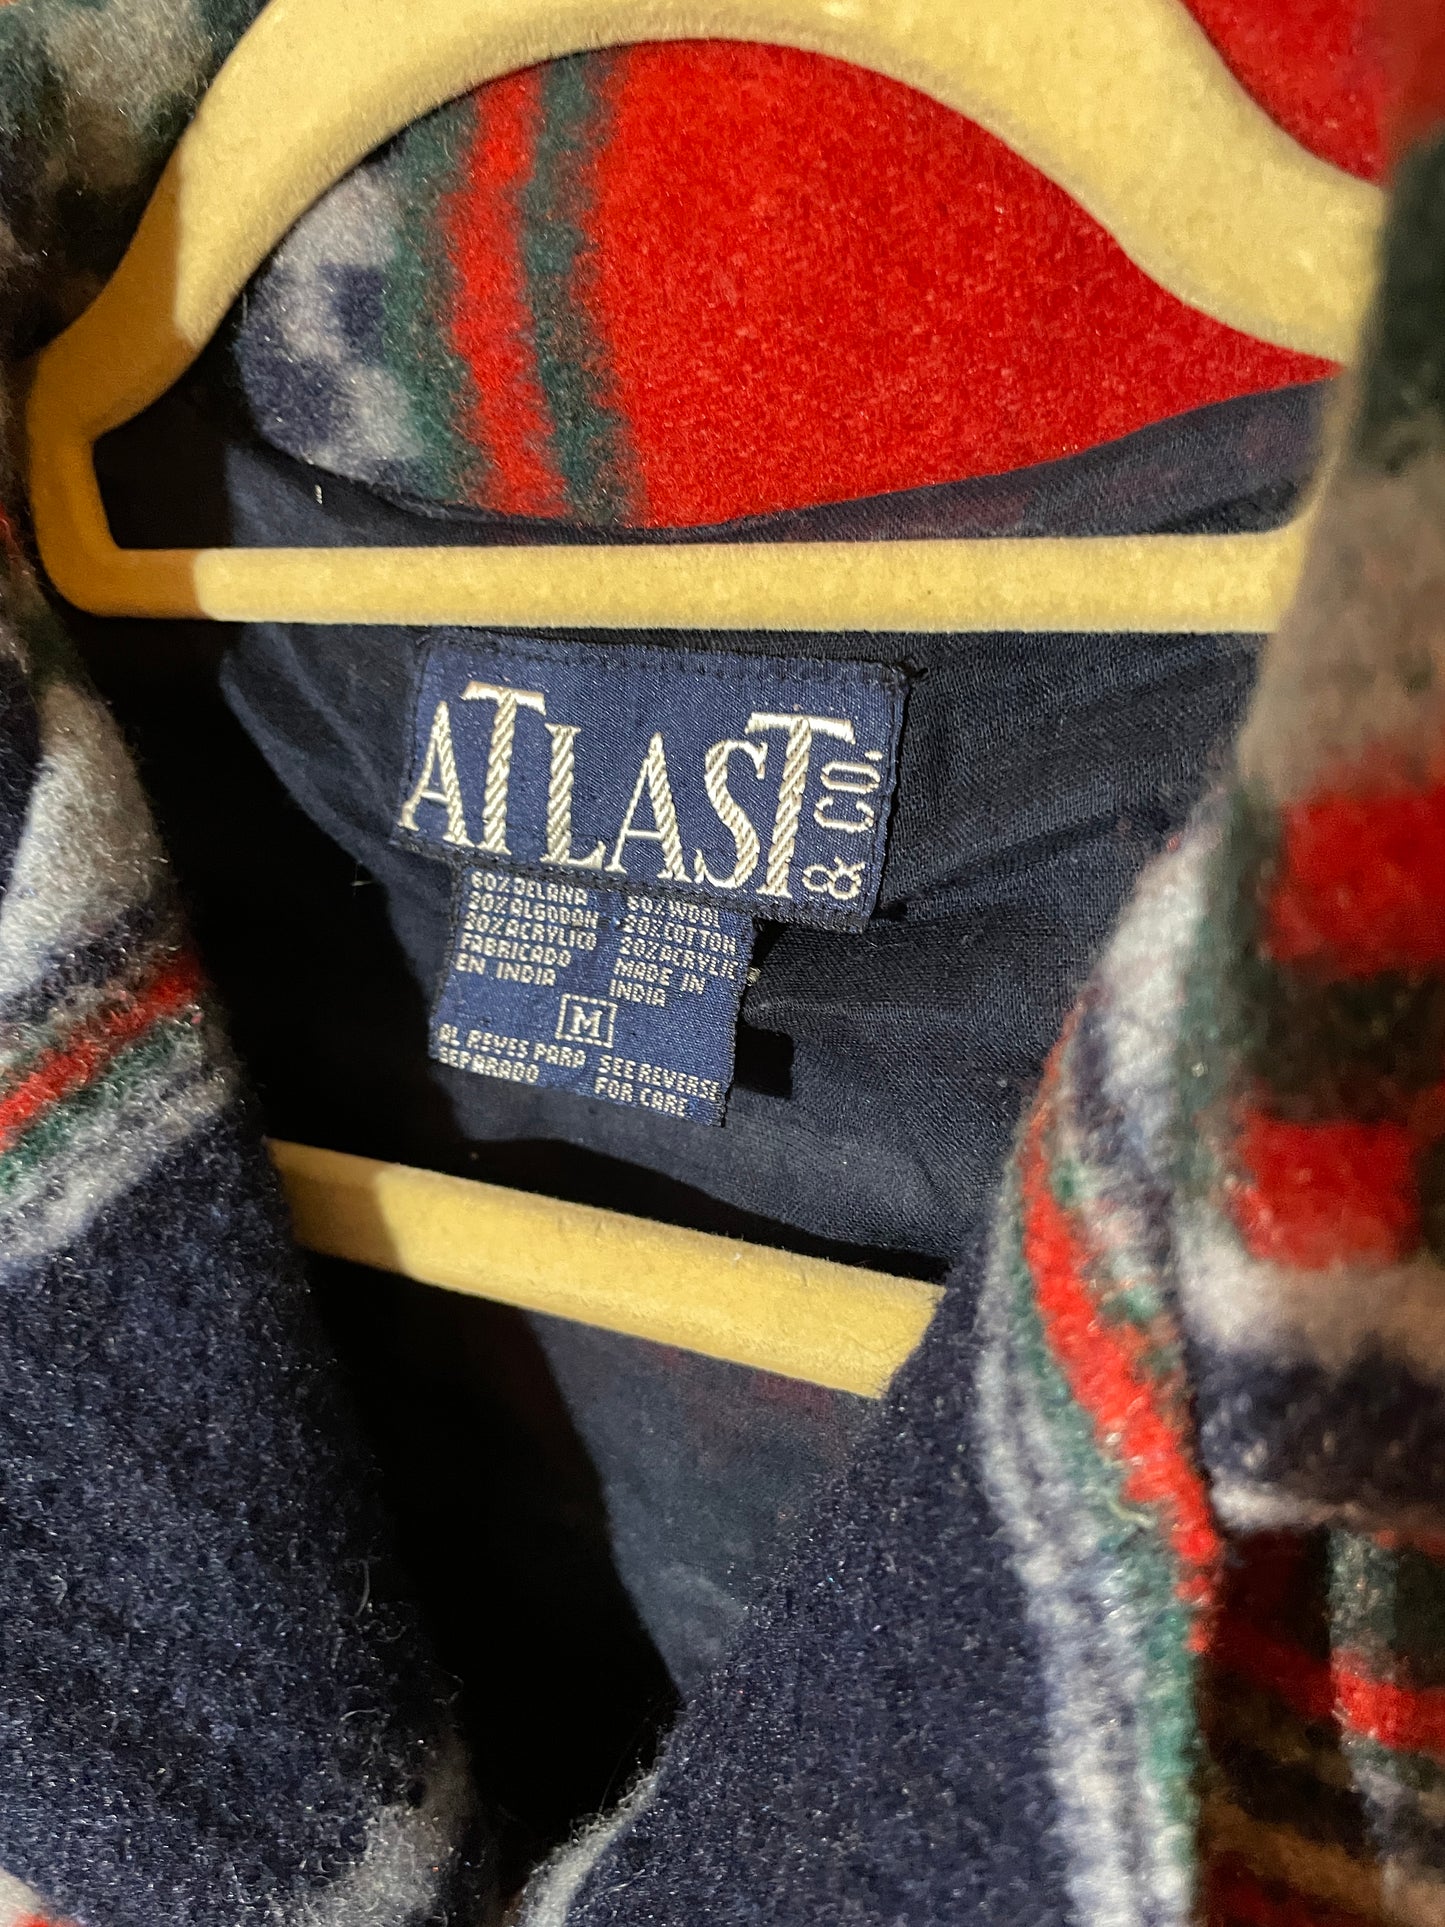 ATLAST & CO.
60% DE LANA
20% ALGODAN
20% ACRYLICO
FABRICADO
EN INDIA
60% WOOL
20% COTTON
20% ACRYLIC
MADE IN
INDIA
M
AL REVES PARA
SEPARADO
SEE REVERSE
FOR CARE